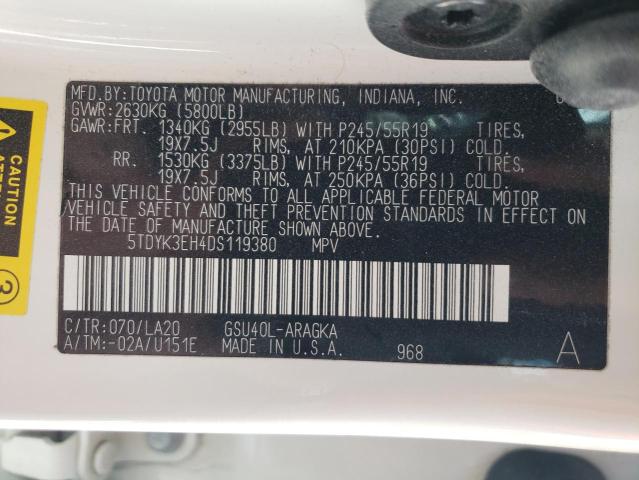 MFD.BY:TOYOTA MOTOR MANUFACTURING, INDIANA, INC.
GVWR:2630KG (5800LB)
GAWR:FRT. 1340KG (2955LB) WITH P245/55R19 TIRES,
19X7.5J RIMS, AT 210KPA (30PSI) COLD.
RR. 1530KG (3375LB) WITH P245/55R19 TIRES,
19X7.5J RIMS, AT 250KPA (36PSI) COLD.
THIS VEHICLE CONFORMS TO ALL APPLICABLE FEDERAL MOTOR
VEHICLE SAFETY AND THEFT PREVENTION STANDARDS IN EFFECT
ON THE DATE OF MANUFACTURE SHOWN ABOVE.
5TDYK3EH4DS119380 MPV
C/TR:070/LA20 GSU40L-ARAGKA
A/TM:-02A/U151E MADE IN U.S.A. 968 A
CAUTION
3